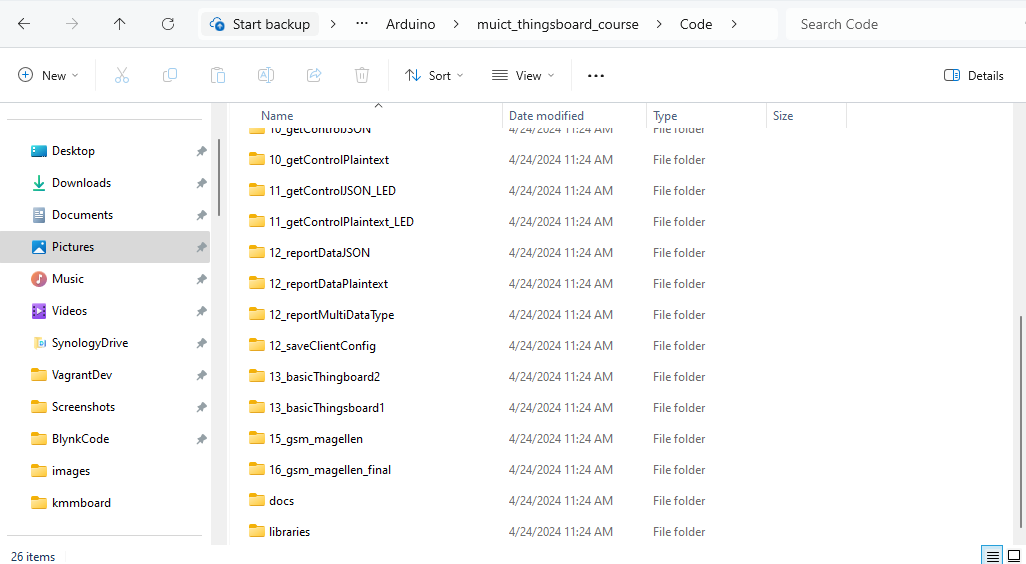 Start backup > ... Arduino > muict_thingsboard_course > Code > Search Code
New Sort View ... Details
Name Date modified Type Size
10_getControlJSON 4/24/2024 11:24 AM File folder
10_getControlPlaintext 4/24/2024 11:24 AM File folder
11_getControlJSON_LED 4/24/2024 11:24 AM File folder
11_getControlPlaintext_LED 4/24/2024 11:24 AM File folder
12_reportDataJSON 4/24/2024 11:24 AM File folder
12_reportDataPlaintext 4/24/2024 11:24 AM File folder
12_reportMultiDataType 4/24/2024 11:24 AM File folder
12_saveClientConfig 4/24/2024 11:24 AM File folder
13_basicThingboard2 4/24/2024 11:24 AM File folder
13_basicThingsboard1 4/24/2024 11:24 AM File folder
15_gsm_magellen 4/24/2024 11:24 AM File folder
16_gsm_magellen_final 4/24/2024 11:24 AM File folder
docs 4/24/2024 11:24 AM File folder
libraries 4/24/2024 11:24 AM File folder
Desktop
Downloads
Documents
Pictures
Music
Videos
SynologyDrive
VagrantDev
Screenshots
BlynkCode
images
kmmboard
26 items